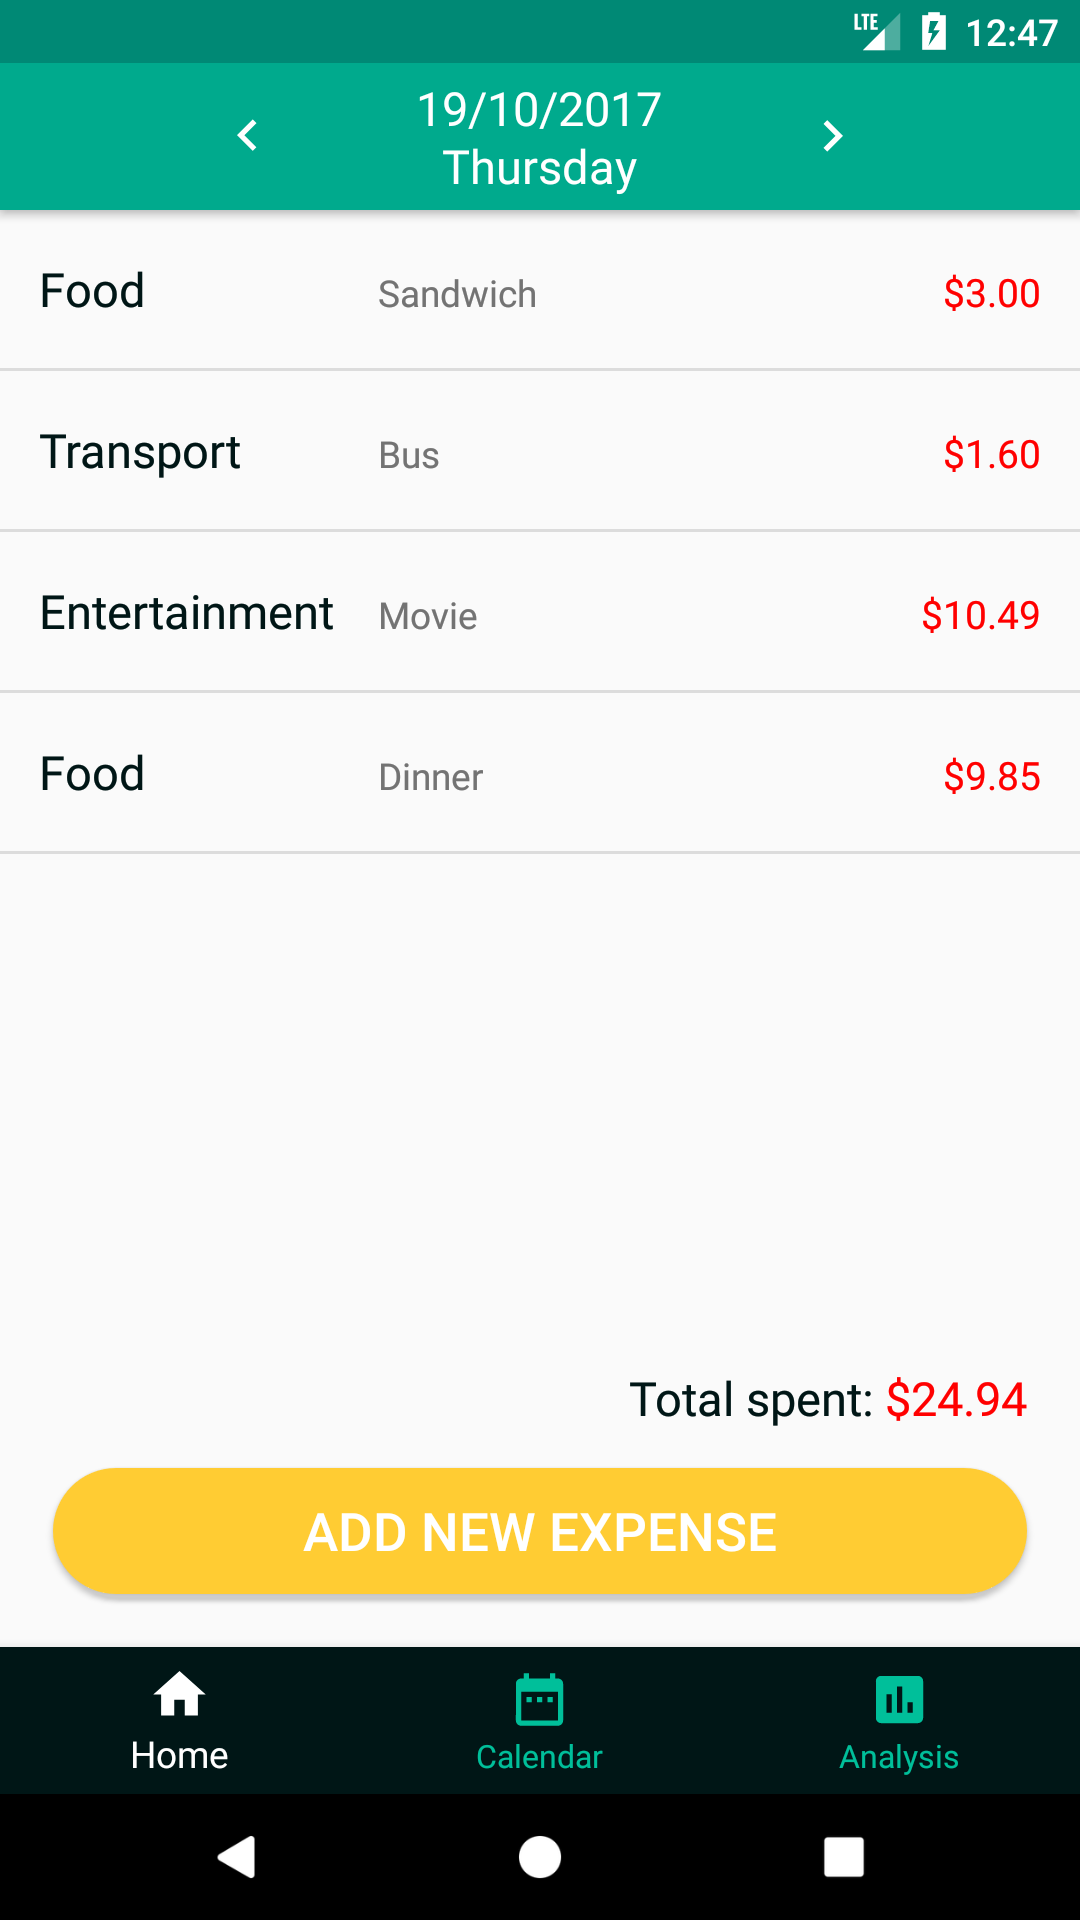 LTE 12:47
19/10/2017
Thursday
Food Sandwich $3.00
Transport Bus $1.60
Entertainment Movie $10.49
Food Dinner $9.85
Total spent: $24.94
ADD NEW EXPENSE
Home Calendar Analysis